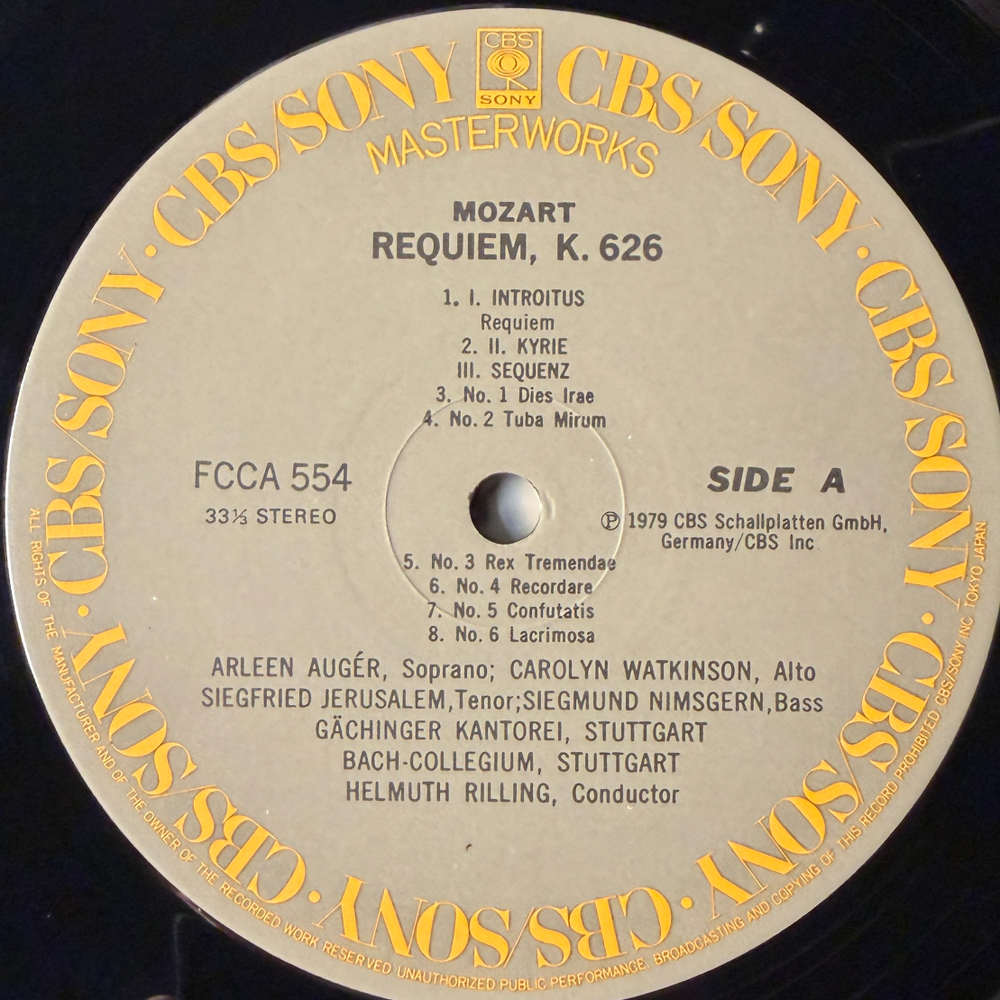 CBS
SONY
CBS/SONY · CBS/SONY · CBS/SONY · CBS/SONY · CBS/SONY · CBS/SONY · CBS/SONY · CBS/SONY
MASTERWORKS
MOZART
REQUIEM, K. 626
1. I. INTROITUS
Requiem
2. II. KYRIE
III. SEQUENZ
3. No. 1 Dies Irae
4. No. 2 Tuba Mirum
FCCA 554
33⅓ STEREO
SIDE A
℗ 1979 CBS Schallplatten GmbH,
Germany/CBS Inc
5. No. 3 Rex Tremendae
6. No. 4 Recordare
7. No. 5 Confutatis
8. No. 6 Lacrimosa
ARLEEN AUGÉR, Soprano; CAROLYN WATKINSON, Alto
SIEGFRIED JERUSALEM, Tenor; SIEGMUND NIMSGERN, Bass
GÄCHINGER KANTOREI, STUTTGART
BACH-COLLEGIUM, STUTTGART
HELMUTH RILLING, Conductor
ALL RIGHTS OF THE MANUFACTURER AND OF THE OWNER OF THE RECORDED WORK RESERVED UNAUTHORIZED PUBLIC PERFORMANCE, BROADCASTING AND COPYING OF THIS RECORD PROHIBITED CBS/SONY INC. TOKYO JAPAN